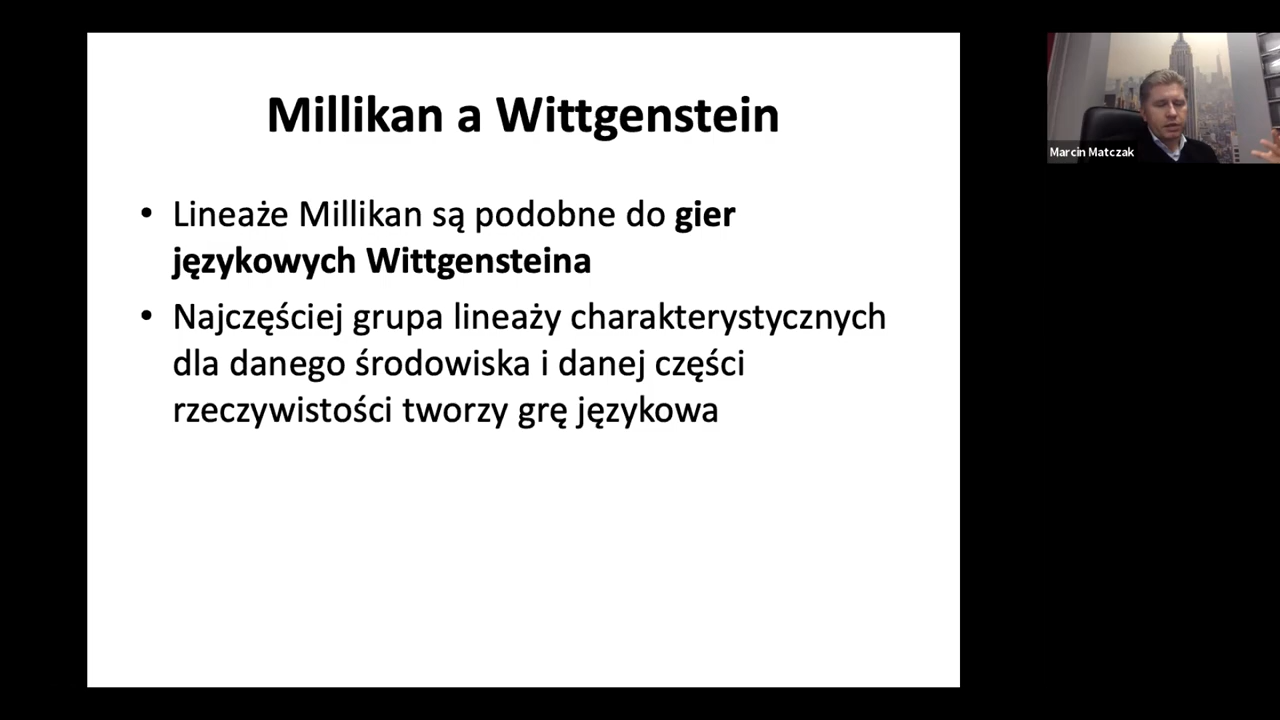 Millikan a Wittgenstein
• Lineaże Millikan są podobne do gier
językowych Wittgensteina
• Najczęściej grupa lineaży charakterystycznych
dla danego środowiska i danej części
rzeczywistości tworzy grę językowa
Marcin Matczak